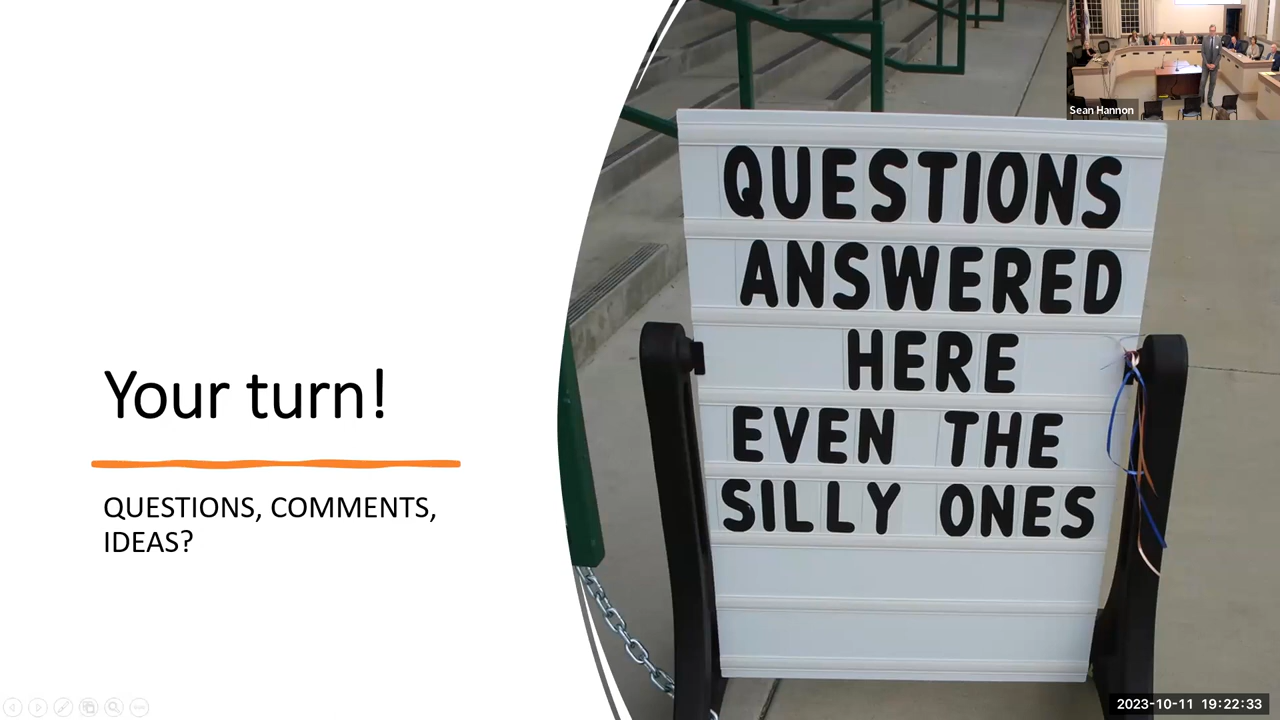 Your turn!
QUESTIONS, COMMENTS,
IDEAS?
QUESTIONS
ANSWERED
HERE
EVEN THE
SILLY ONES
Sean Hannon
2023-10-11 19:22:33